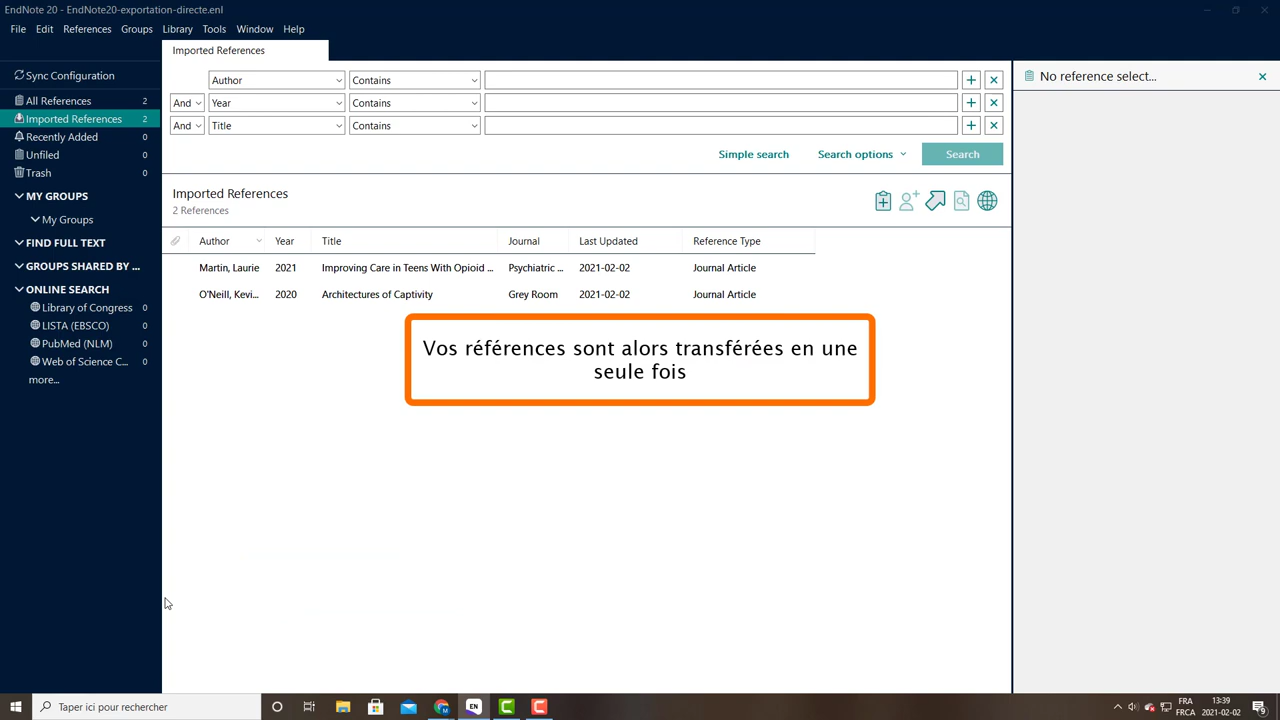 EndNote 20 - EndNote20-exportation-directe.enl
File Edit References Groups Library Tools Window Help
Imported References
Sync Configuration
All References 2
Imported References 2
Recently Added 0
Unfiled 0
Trash 0
MY GROUPS
My Groups
FIND FULL TEXT
GROUPS SHARED BY ...
ONLINE SEARCH
Library of Congress 0
LISTA (EBSCO) 0
PubMed (NLM) 0
Web of Science C... 0
more...
Author Contains
And Year Contains
And Title Contains
Simple search Search options Search
Imported References
2 References
Author Year Title Journal Last Updated Reference Type
Martin, Laurie 2021 Improving Care in Teens With Opioid ... Psychiatric ... 2021-02-02 Journal Article
O'Neill, Kevi... 2020 Architectures of Captivity Grey Room 2021-02-02 Journal Article
Vos références sont alors transférées en une
seule fois
No reference select...
Taper ici pour rechercher
EN
FRA
FRCA
13:39
2021-02-02